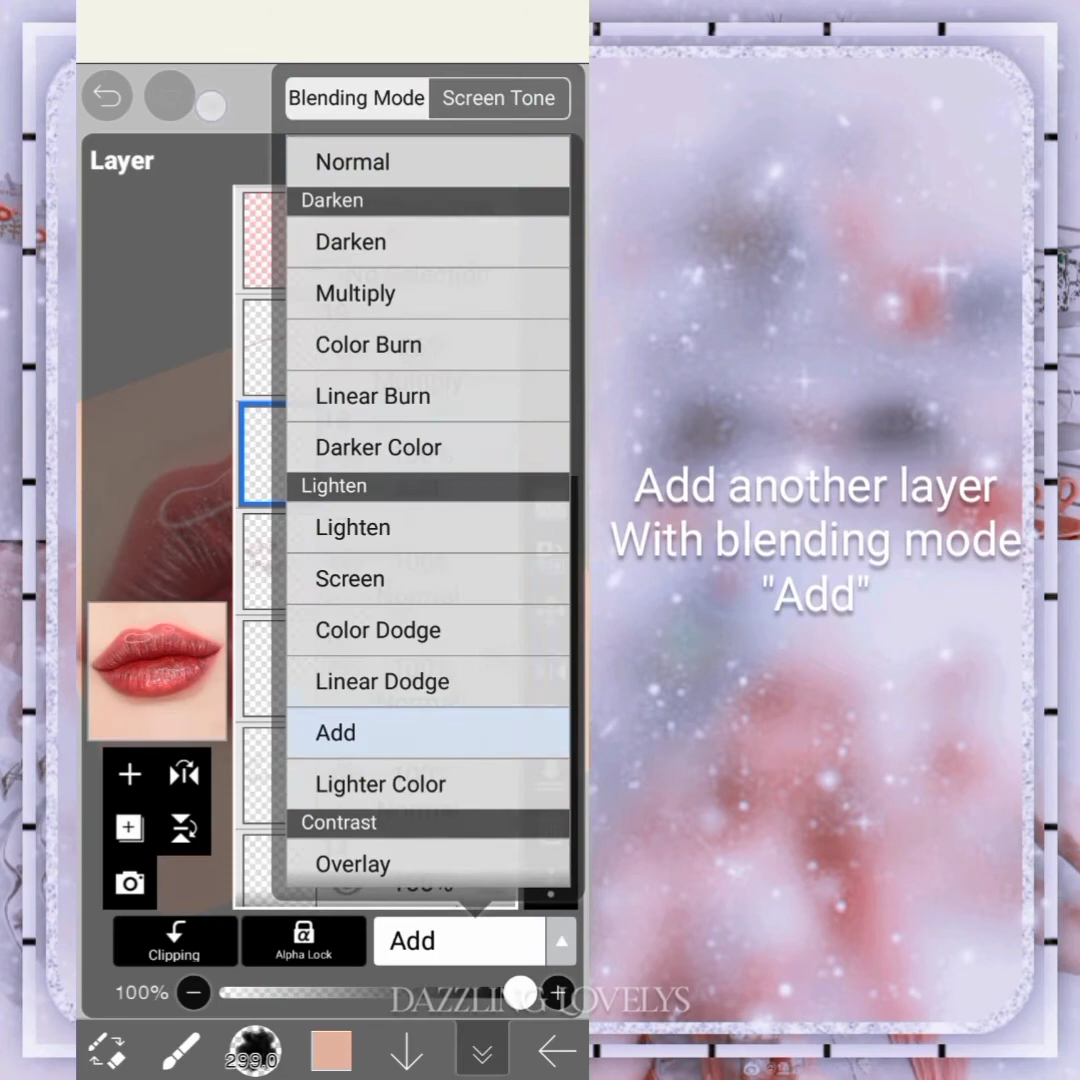 Blending Mode
Screen Tone
Layer
Normal
Darken
Darken
Multiply
Color Burn
Linear Burn
Darker Color
Lighten
Lighten
Screen
Color Dodge
Linear Dodge
Add
Lighter Color
Contrast
Overlay
Clipping
Alpha Lock
Add
100%
299.0
DAZZLING LOVELYS
Add another layer
With blending mode
"Add"